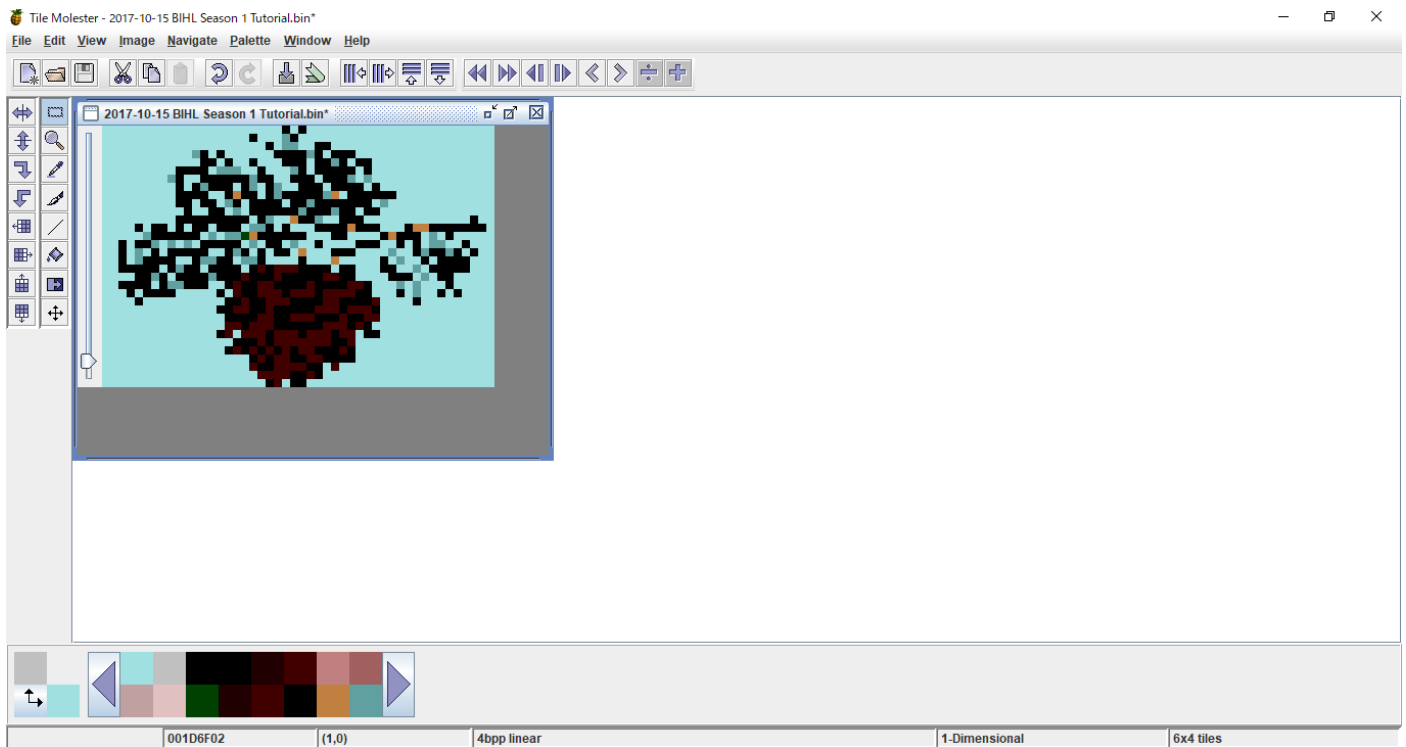 Tile Molester - 2017-10-15 BIHL Season 1 Tutorial.bin*
File Edit View Image Navigate Palette Window Help
2017-10-15 BIHL Season 1 Tutorial.bin*
001D6F02 (1,0) 4bpp linear 1-Dimensional 6x4 tiles